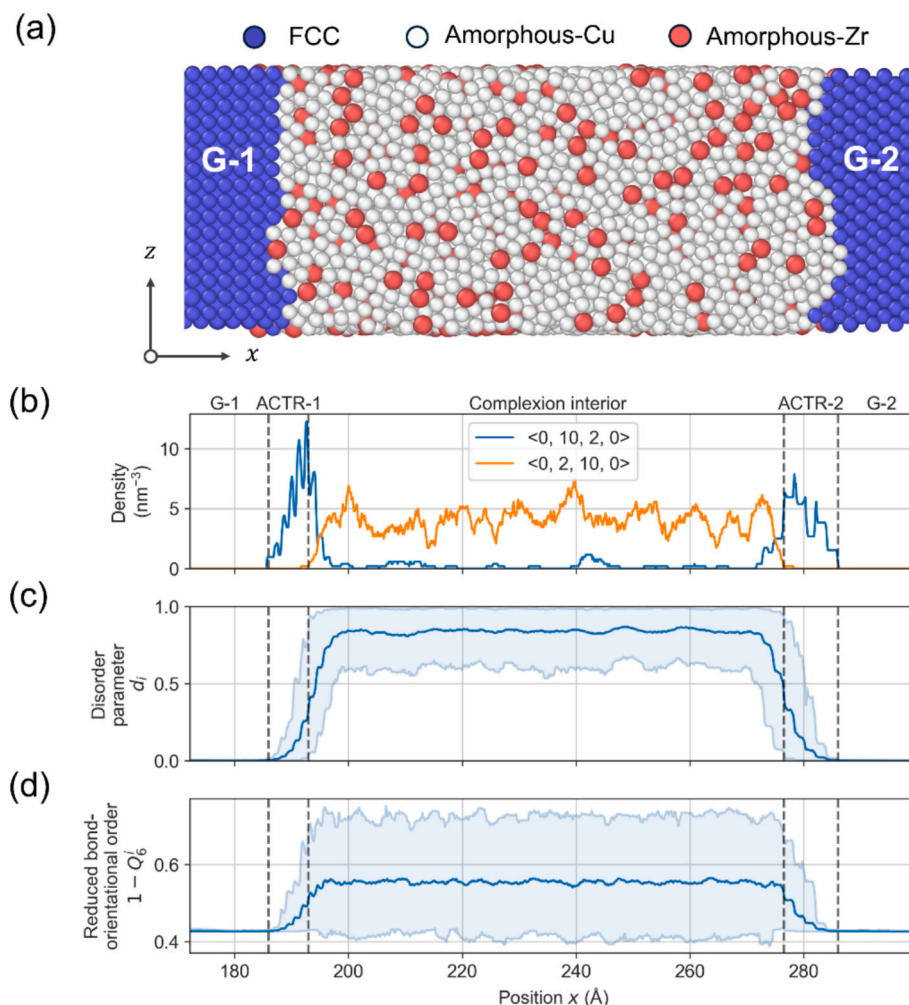 (a)
FCC Amorphous-Cu Amorphous-Zr
G-1 G-2
z
x
(b)
G-1 ACTR-1 Complexion interior ACTR-2 G-2
<0, 10, 2, 0>
<0, 2, 10, 0>
10
5
0
Density
(nm⁻³)
(c)
1.0
0.5
0.0
Disorder
parameter
dᵢ
(d)
0.6
0.4
Reduced bond-
orientational order
1 − Q₆ⁱ
180 200 220 240 260 280
Position x (Å)